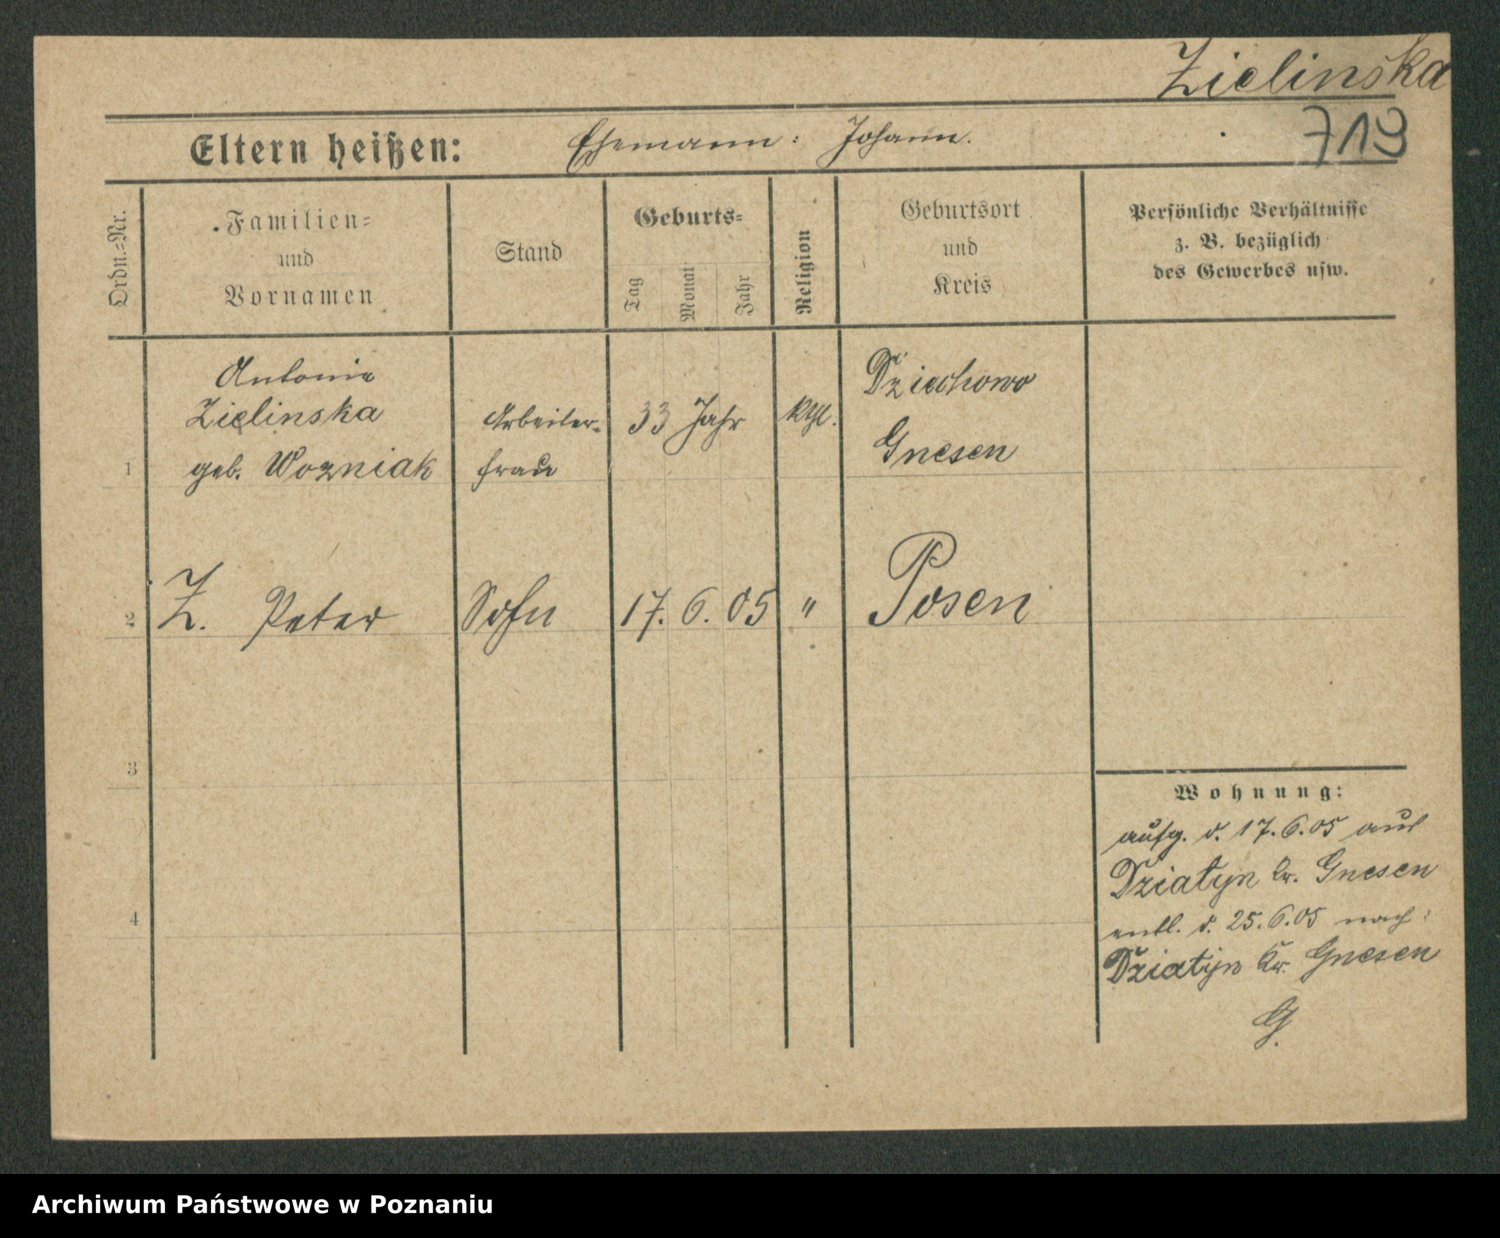 Zielinska
719
Eltern heißen: Ehemann: Johann.
Ordn.-Nr.
Familien-
und
Vornamen
Stand
Geburts-
Tag
Monat
Jahr
Religion
Geburtsort
und
Kreis
Persönliche Verhältnisse
z. B. bezüglich
des Gewerbes usw.
1
Antonie
Zielinska
geb. Wozniak
Arbeiter-
frau
33 Jahr
Dziechowo
Gnesen
2
Z. Peter
Sohn
17. 6. 05
"
Posen
3
4
Wohnung:
aufg. d. 17.6.05 aus
Dziatyn Kr. Gnesen
entl. d. 25.6.05 nach:
Dziatyn Kr. Gnesen
G.
Archiwum Państwowe w Poznaniu